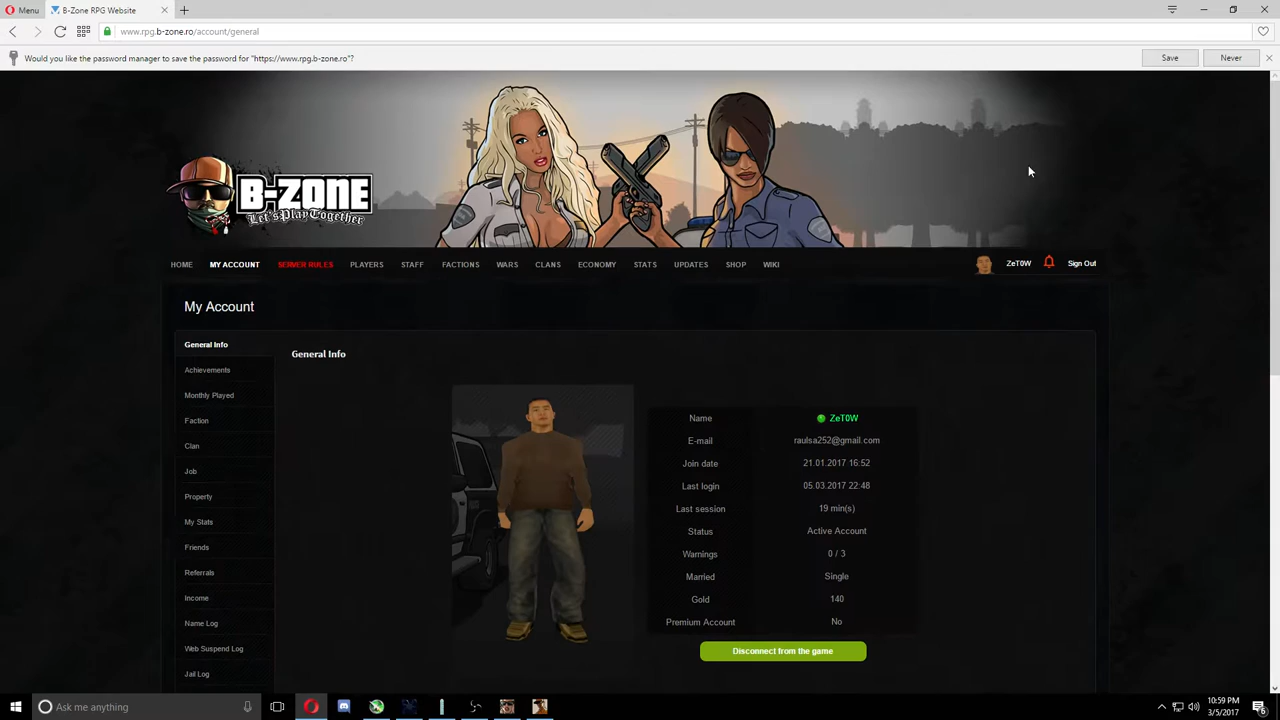 Menu
B-Zone RPG Website
www.rpg.b-zone.ro/account/general
Would you like the password manager to save the password for "https://www.rpg.b-zone.ro"?
Save
Never
B-ZONE
Let'sPlayTogether
HOME
MY ACCOUNT
SERVER RULES
PLAYERS
STAFF
FACTIONS
WARS
CLANS
ECONOMY
STATS
UPDATES
SHOP
WIKI
ZeT0W
Sign Out
My Account
General Info
Achievements
Monthly Played
Faction
Clan
Job
Property
My Stats
Friends
Referrals
Income
Name Log
Web Suspend Log
Jail Log
General Info
Name ZeT0W
E-mail raulsa252@gmail.com
Join date 21.01.2017 16:52
Last login 05.03.2017 22:48
Last session 19 min(s)
Status Active Account
Warnings 0 / 3
Married Single
Gold 140
Premium Account No
Disconnect from the game
Ask me anything
10:59 PM
3/5/2017
6